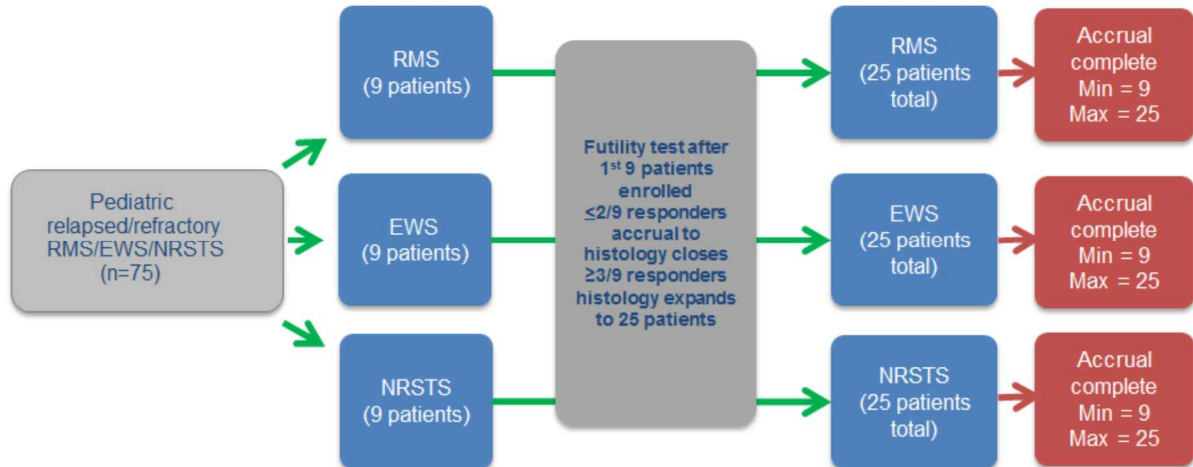 Pediatric
relapsed/refractory
RMS/EWS/NRSTS
(n=75)
RMS
(9 patients)
EWS
(9 patients)
NRSTS
(9 patients)
Futility test after
1st 9 patients
enrolled
≤2/9 responders
accrual to
histology closes
≥3/9 responders
histology expands
to 25 patients
RMS
(25 patients
total)
Accrual
complete
Min = 9
Max = 25
EWS
(25 patients
total)
Accrual
complete
Min = 9
Max = 25
NRSTS
(25 patients
total)
Accrual
complete
Min = 9
Max = 25